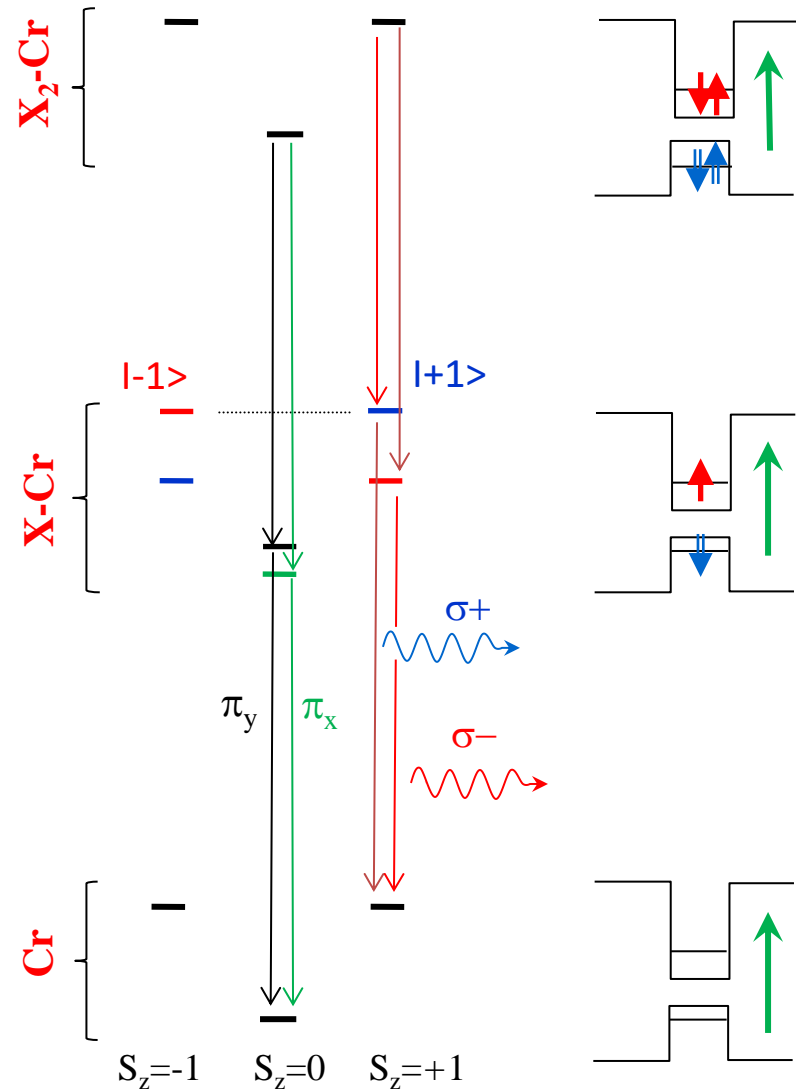 X₂-Cr
|-1> |+1>
X-Cr
σ+
πy πx
σ−
Cr
Sz=-1 Sz=0 Sz=+1